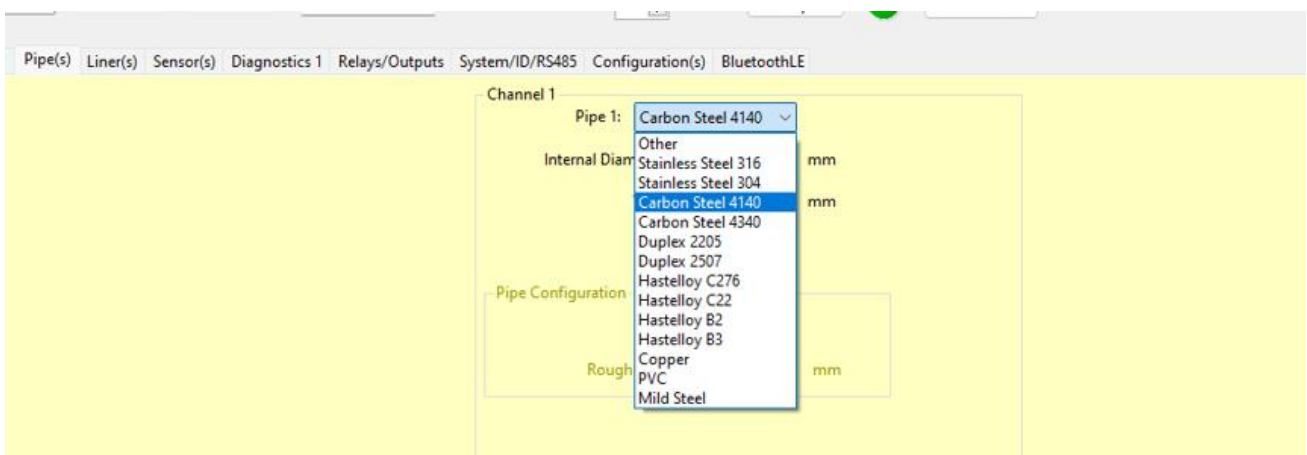 Pipe(s) Liner(s) Sensor(s) Diagnostics 1 Relays/Outputs System/ID/RS485 Configuration(s) BluetoothLE
Channel 1
Pipe 1: Carbon Steel 4140
Other
Internal Diam
Stainless Steel 316
mm
Stainless Steel 304
Carbon Steel 4140
mm
Carbon Steel 4340
Duplex 2205
Duplex 2507
Hastelloy C276
Pipe Configuration
Hastelloy C22
Hastelloy B2
Hastelloy B3
Copper
Rough
mm
PVC
Mild Steel